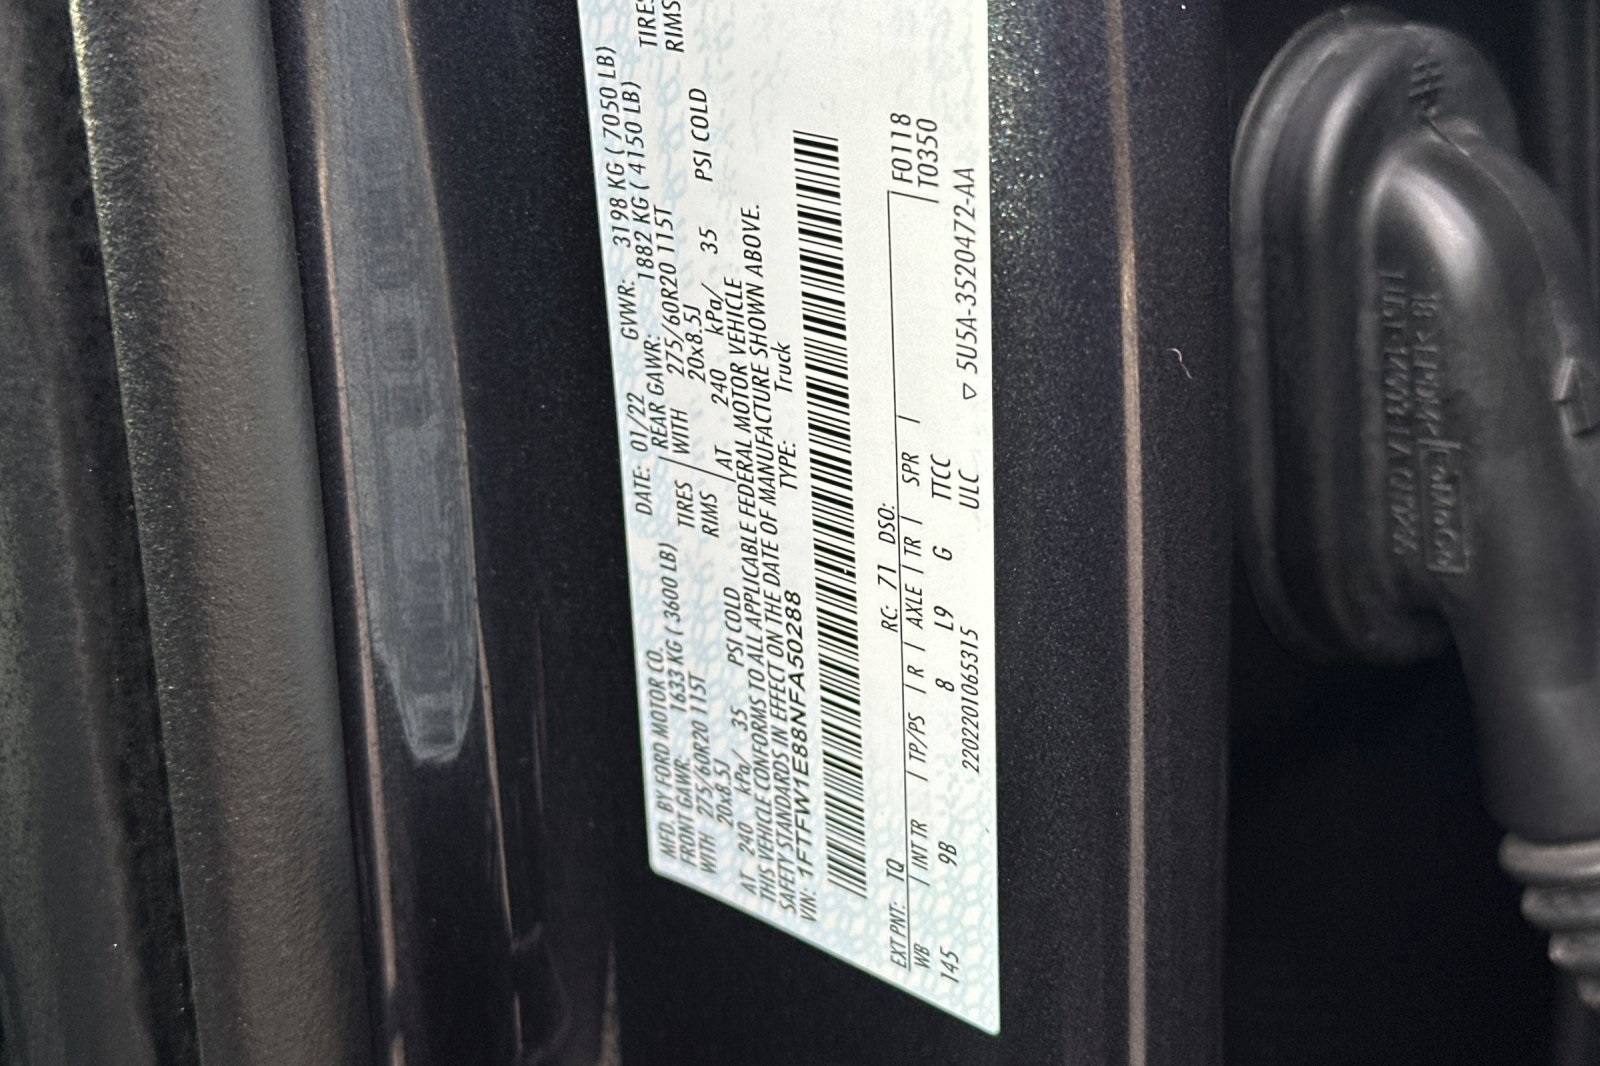 MFD. BY FORD MOTOR CO.
DATE: 01/22 GVWR: 3198 KG ( 7050 LB)
FRONT GAWR: 1633 KG ( 3600 LB) REAR GAWR: 1882 KG ( 4150 LB)
WITH 275/60R20 115T TIRES WITH 275/60R20 115T TIRES
20x8.5J RIMS 20x8.5J RIMS
AT 240 kPa/ 35 PSI COLD AT 240 kPa/ 35 PSI COLD
THIS VEHICLE CONFORMS TO ALL APPLICABLE FEDERAL MOTOR VEHICLE
SAFETY STANDARDS IN EFFECT ON THE DATE OF MANUFACTURE SHOWN ABOVE.
VIN: 1FTFW1E88NFA50288 TYPE: Truck
EXT PNT: TQ RC: 71 DSO: F0118
WB INT TR TP/PS R AXLE TR SPR T0350
145 9B 8 L9 G TTCC
2202201065315 ULC 5U5A-3520472-AA